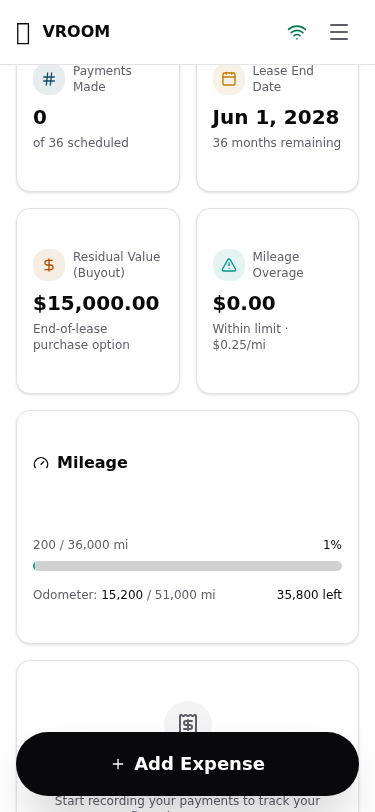 VROOM
Payments
Made
0
of 36 scheduled
Lease End
Date
Jun 1, 2028
36 months remaining
Residual Value
(Buyout)
$15,000.00
End-of-lease
purchase option
Mileage
Overage
$0.00
Within limit ·
$0.25/mi
Mileage
200 / 36,000 mi
1%
Odometer: 15,200 / 51,000 mi
35,800 left
+ Add Expense
Start recording your payments to track your